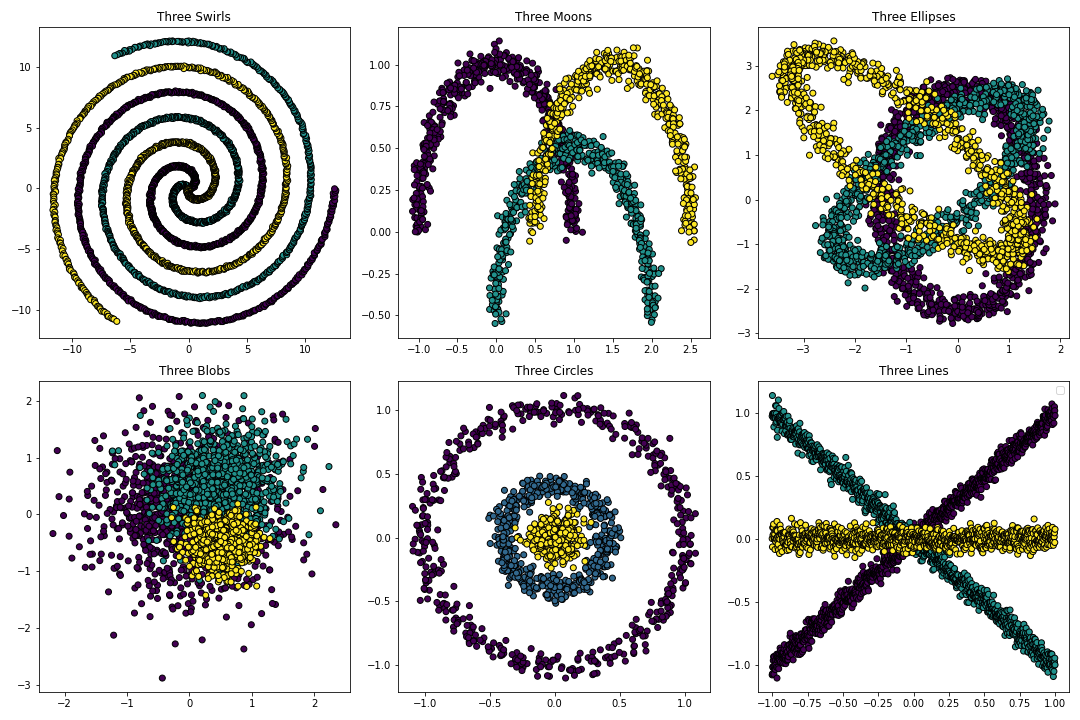 Three Swirls
10
5
0
−5
−10
−10 −5 0 5 10
Three Moons
1.00
0.75
0.50
0.25
0.00
−0.25
−0.50
−1.0 −0.5 0.0 0.5 1.0 1.5 2.0 2.5
Three Ellipses
3
2
1
0
−1
−2
−3
−3 −2 −1 0 1 2
Three Blobs
2
1
0
−1
−2
−3
−2 −1 0 1 2
Three Circles
1.0
0.5
0.0
−0.5
−1.0
−1.0 −0.5 0.0 0.5 1.0
Three Lines
1.0
0.5
0.0
−0.5
−1.0
−1.00 −0.75 −0.50 −0.25 0.00 0.25 0.50 0.75 1.00